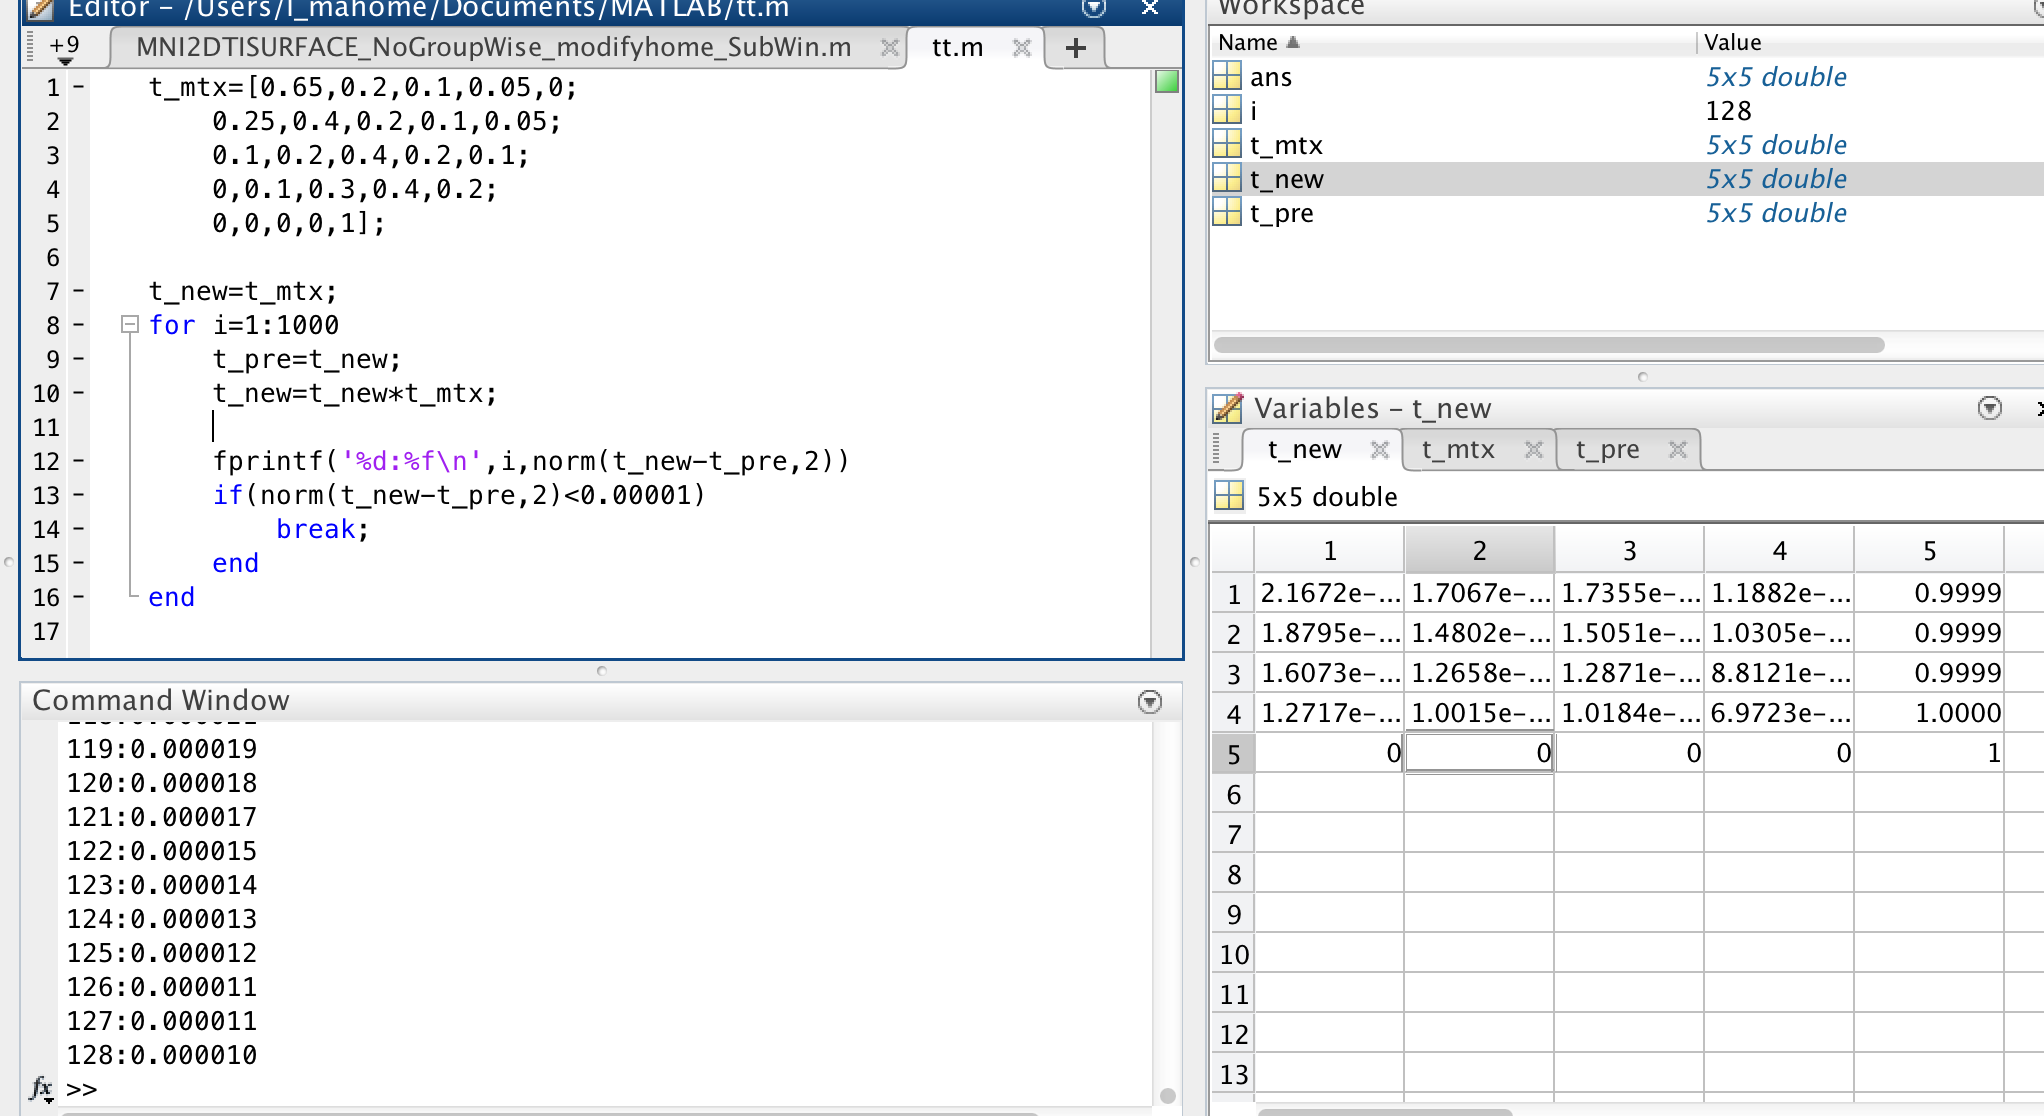 Editor – /Users/l_mahome/Documents/MATLAB/tt.m
+9 MNI2DTISURFACE_NoGroupWise_modifyhome_SubWin.m tt.m +
1 t_mtx=[0.65,0.2,0.1,0.05,0;
2 0.25,0.4,0.2,0.1,0.05;
3 0.1,0.2,0.4,0.2,0.1;
4 0,0.1,0.3,0.4,0.2;
5 0,0,0,0,1];
6
7 t_new=t_mtx;
8 for i=1:1000
9 t_pre=t_new;
10 t_new=t_new*t_mtx;
11
12 fprintf('%d:%f\n',i,norm(t_new-t_pre,2))
13 if(norm(t_new-t_pre,2)<0.00001)
14 break;
15 end
16 end
17
Command Window
119:0.000019
120:0.000018
121:0.000017
122:0.000015
123:0.000014
124:0.000013
125:0.000012
126:0.000011
127:0.000011
128:0.000010
fx >>
Workspace
Name Value
ans 5x5 double
i 128
t_mtx 5x5 double
t_new 5x5 double
t_pre 5x5 double
Variables – t_new
t_new t_mtx t_pre
5x5 double
1 2 3 4 5
1 2.1672e-... 1.7067e-... 1.7355e-... 1.1882e-... 0.9999
2 1.8795e-... 1.4802e-... 1.5051e-... 1.0305e-... 0.9999
3 1.6073e-... 1.2658e-... 1.2871e-... 8.8121e-... 0.9999
4 1.2717e-... 1.0015e-... 1.0184e-... 6.9723e-... 1.0000
5 0 0 0 0 1
6
7
8
9
10
11
12
13